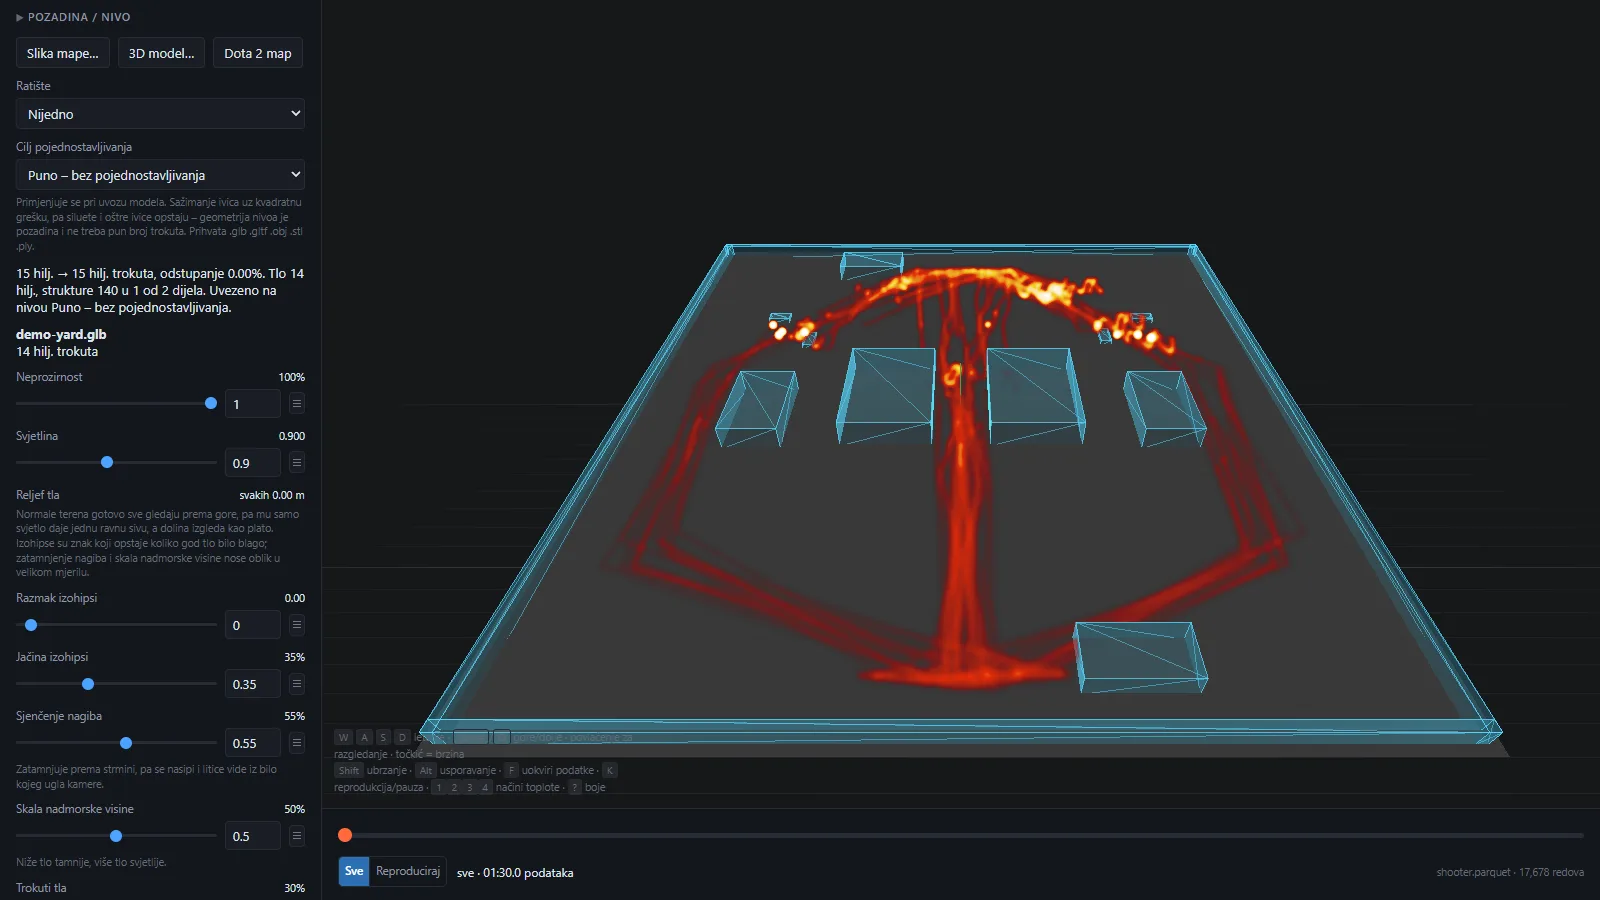 POZADINA / NIVO
Slika mape...
3D model...
Dota 2 map
Ratište
Nijedno
Cilj pojednostavljivanja
Puno – bez pojednostavljivanja
Primjenjuje se pri uvozu modela. Sažimanje ivica uz kvadratnu
grešku, pa siluete i oštre ivice opstaju – geometrija nivoa je
pozadina i ne treba pun broj trokuta. Prihvata .glb .gltf .obj .stl
.ply.
15 hilj. → 15 hilj. trokuta, odstupanje 0.00%. Tlo 14
hilj., strukture 140 u 1 od 2 dijela. Uvezeno na
nivou Puno – bez pojednostavljivanja.
demo-yard.glb
14 hilj. trokuta
Neprozirnost 100%
1
Svjetlina 0.900
0.9
Reljef tla svakih 0.00 m
Normale terena gotovo sve gledaju prema gore, pa mu samo
svjetlo daje jednu ravnu sivu, a dolina izgleda kao plato.
Izohipse su znak koji opstaje koliko god tlo bilo blago;
zatamnjenje nagiba i skala nadmorske visine nose oblik u
velikom mjerilu.
Razmak izohipsi 0.00
0
Jačina izohipsi 35%
0.35
Sjenčenje nagiba 55%
0.55
Zatamnjuje prema strmini, pa se nasipi i litice vide iz bilo
kojeg ugla kamere.
Skala nadmorske visine 50%
0.5
Niže tlo tamnije, više tlo svjetlije.
Trokuti tla 30%
W A S D
razgledanje · točkić = brzina
Shift ubrzanje · Alt usporavanje · F uokviri podatke · K
reprodukcija/pauza · 1 2 3 4 načini toplote · ? boje
Sve
Reproduciraj
sve · 01:30.0 podataka
shooter.parquet · 17,678 redova